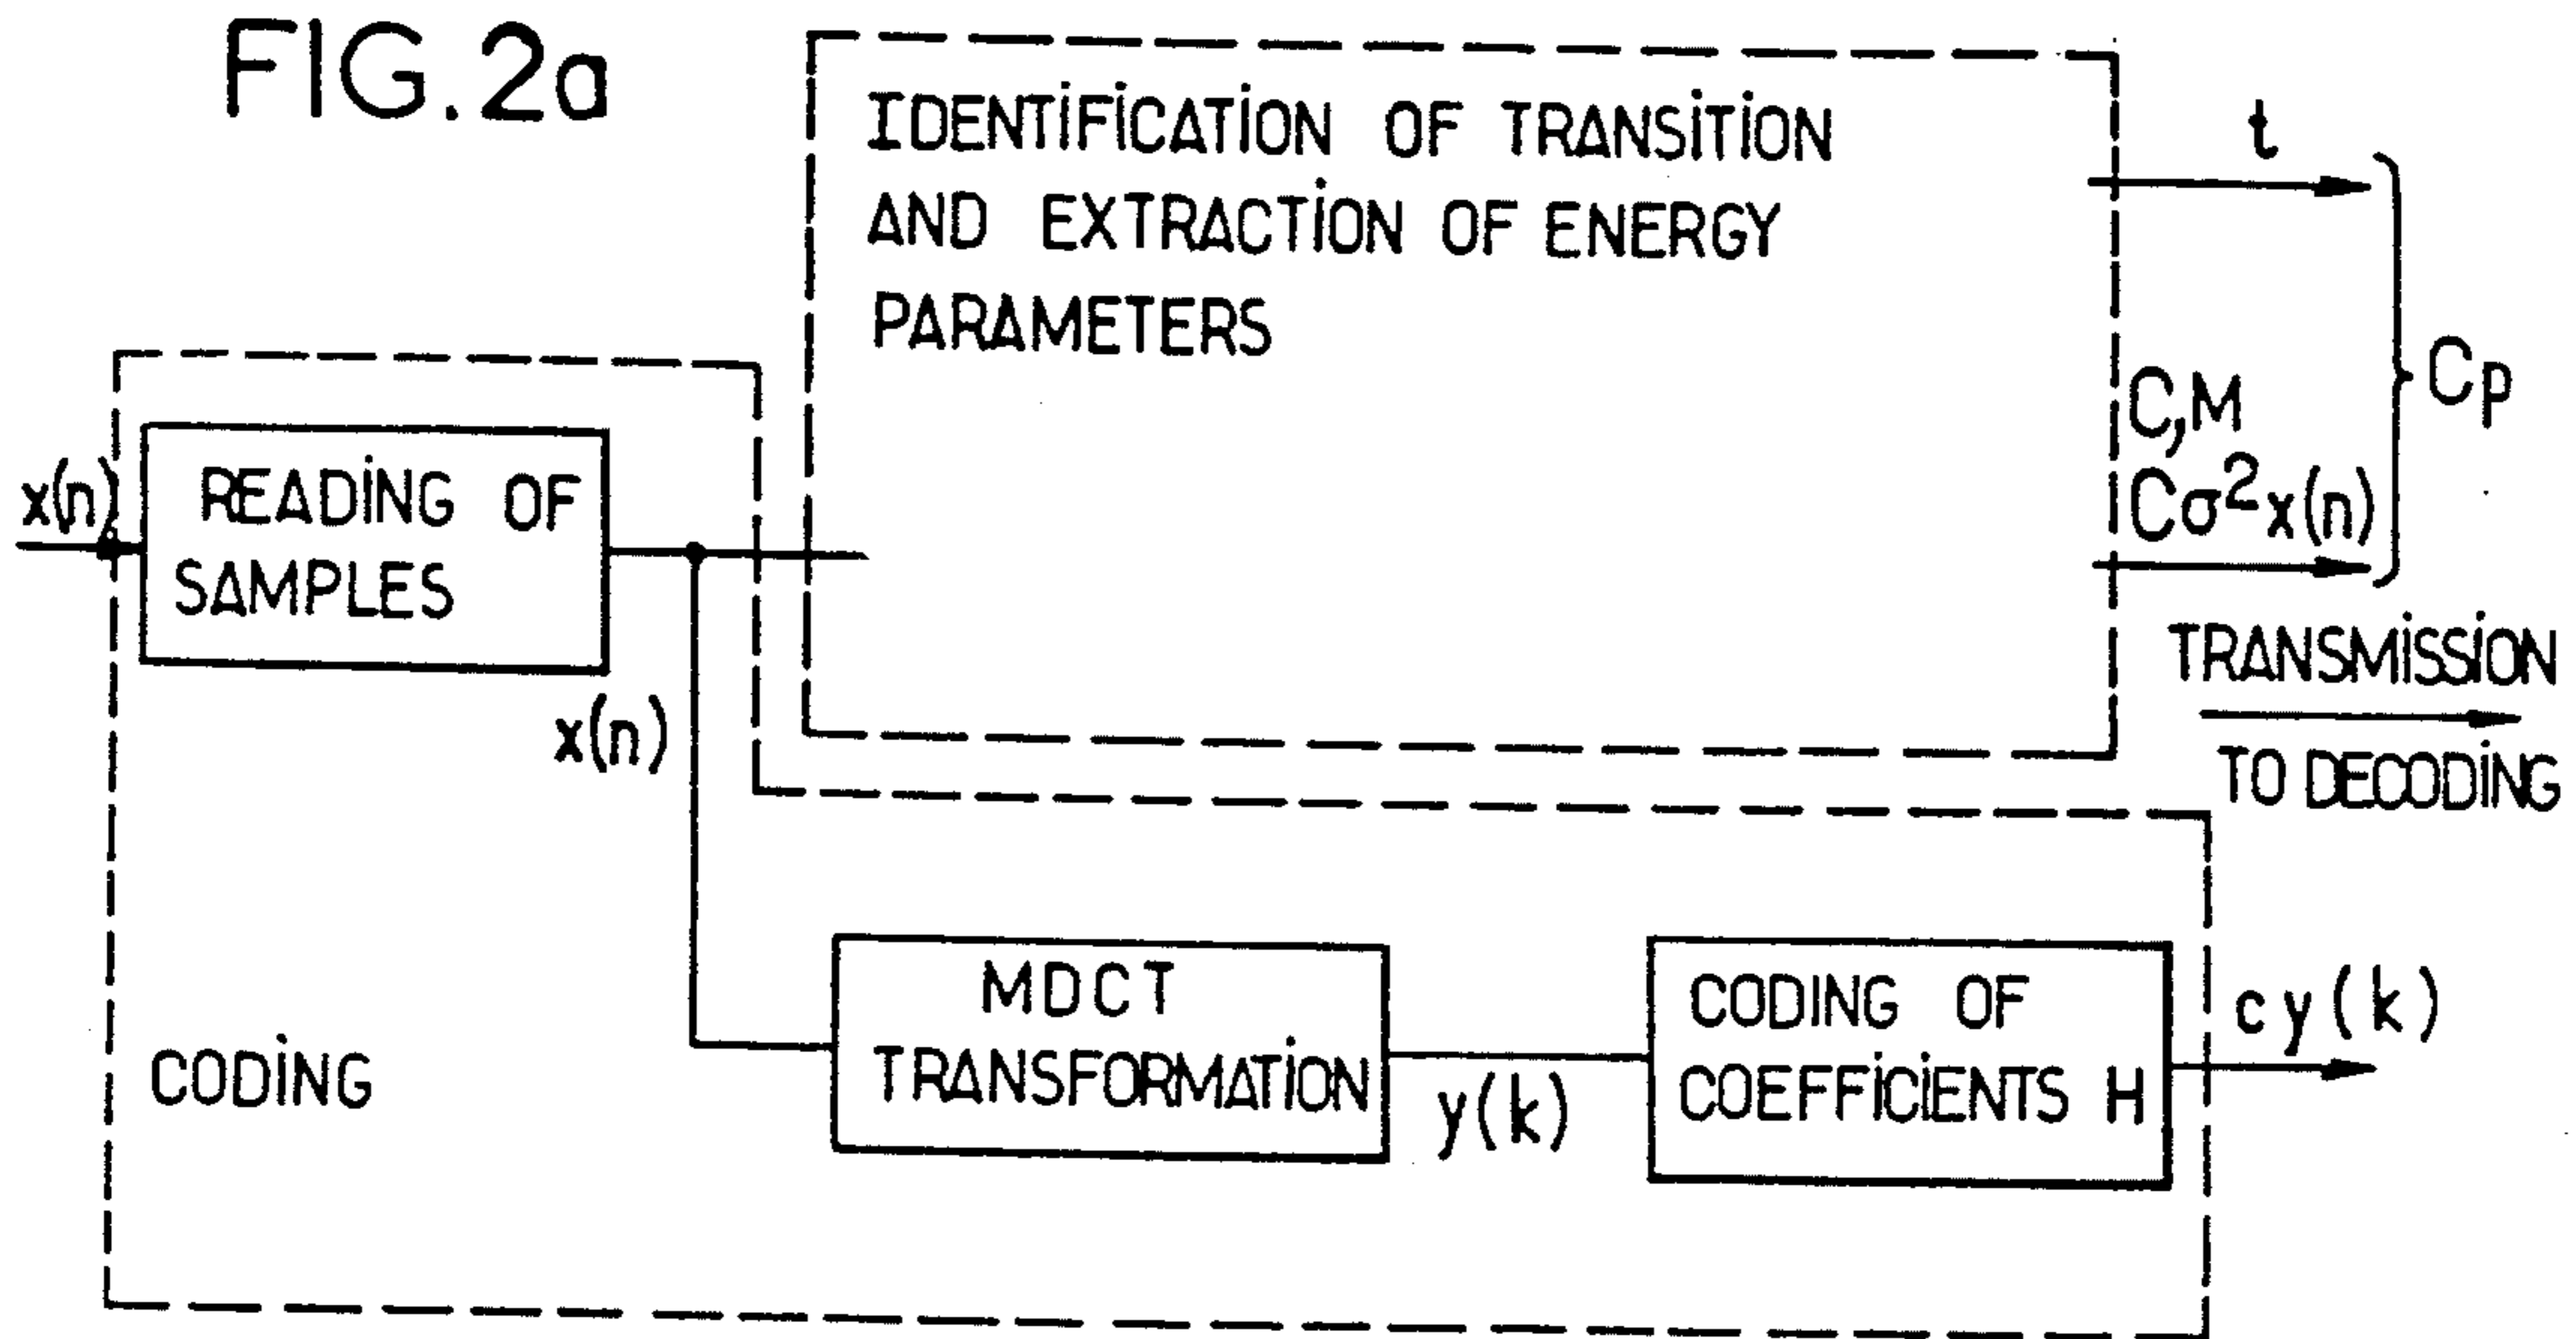 FIG.2a
IDENTIFICATION OF TRANSITION
AND EXTRACTION OF ENERGY
PARAMETERS
t
C,M
Cσ²x(n)
Cp
x(n)
READING OF
SAMPLES
x(n)
TRANSMISSION
TO DECODING
CODING
MDCT
TRANSFORMATION
y(k)
CODING OF
COEFFICIENTS H
cy(k)